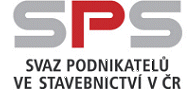 SPS
SVAZ PODNIKATELŮ
VE STAVEBNICTVÍ V ČR